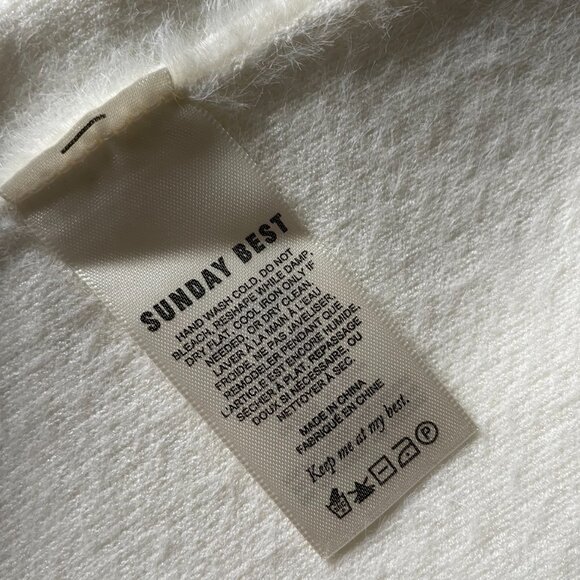 SUNDAY BEST
HAND WASH COLD. DO NOT
BLEACH. RESHAPE WHILE DAMP.
DRY FLAT. COOL IRON ONLY IF
NEEDED, OR DRY CLEAN.
LAVER À LA MAIN À L'EAU
FROIDE. NE PAS JAVELISER.
REMODELER PENDANT QUE
L'ARTICLE EST ENCORE HUMIDE.
SÉCHER À PLAT. REPASSAGE
DOUX SI NÉCESSAIRE, OU
NETTOYER À SEC
MADE IN CHINA
FABRIQUÉ EN CHINE
Keep me at my best.
P